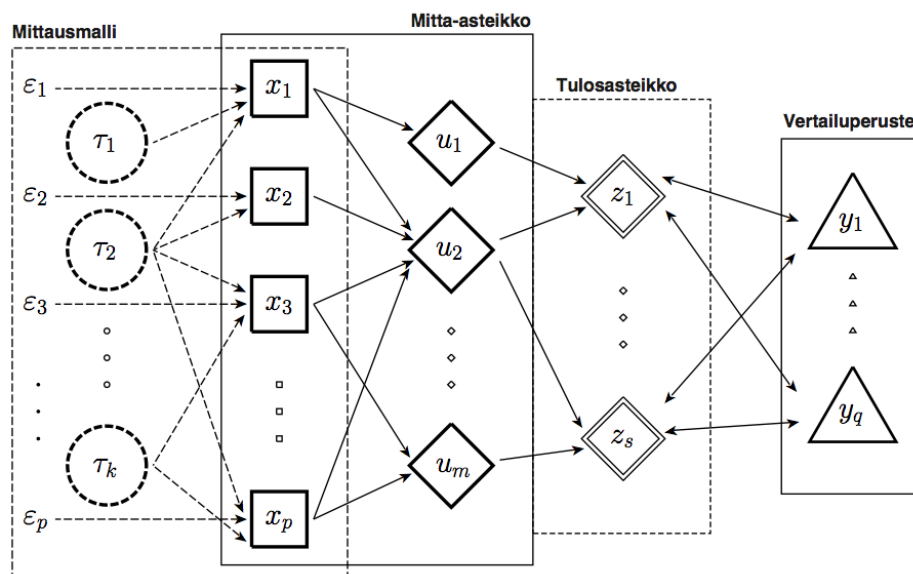 Mittausmalli
Mitta-asteikko
Tulosasteikko
Vertailuperuste
ε₁
ε₂
ε₃
εₚ
τ₁
τ₂
τₖ
x₁
x₂
x₃
xₚ
u₁
u₂
uₘ
z₁
zₛ
y₁
y_q